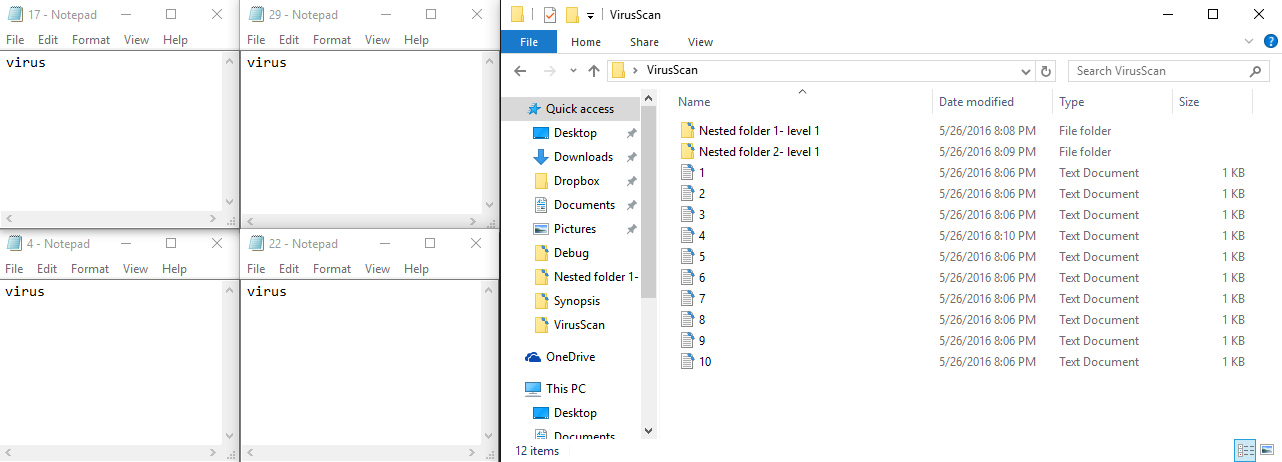 17 - Notepad
File Edit Format View Help
virus
29 - Notepad
File Edit Format View Help
virus
4 - Notepad
File Edit Format View Help
virus
22 - Notepad
File Edit Format View Help
virus
VirusScan
File Home Share View
VirusScan
Search VirusScan
Quick access
Desktop
Downloads
Dropbox
Documents
Pictures
Debug
Nested folder 1-
Synopsis
VirusScan
OneDrive
This PC
Desktop
Documents
Name Date modified Type Size
Nested folder 1- level 1 5/26/2016 8:08 PM File folder
Nested folder 2- level 1 5/26/2016 8:09 PM File folder
1 5/26/2016 8:06 PM Text Document 1 KB
2 5/26/2016 8:06 PM Text Document 1 KB
3 5/26/2016 8:06 PM Text Document 1 KB
4 5/26/2016 8:10 PM Text Document 1 KB
5 5/26/2016 8:06 PM Text Document 1 KB
6 5/26/2016 8:06 PM Text Document 1 KB
7 5/26/2016 8:06 PM Text Document 1 KB
8 5/26/2016 8:06 PM Text Document 1 KB
9 5/26/2016 8:06 PM Text Document 1 KB
10 5/26/2016 8:06 PM Text Document 1 KB
12 items